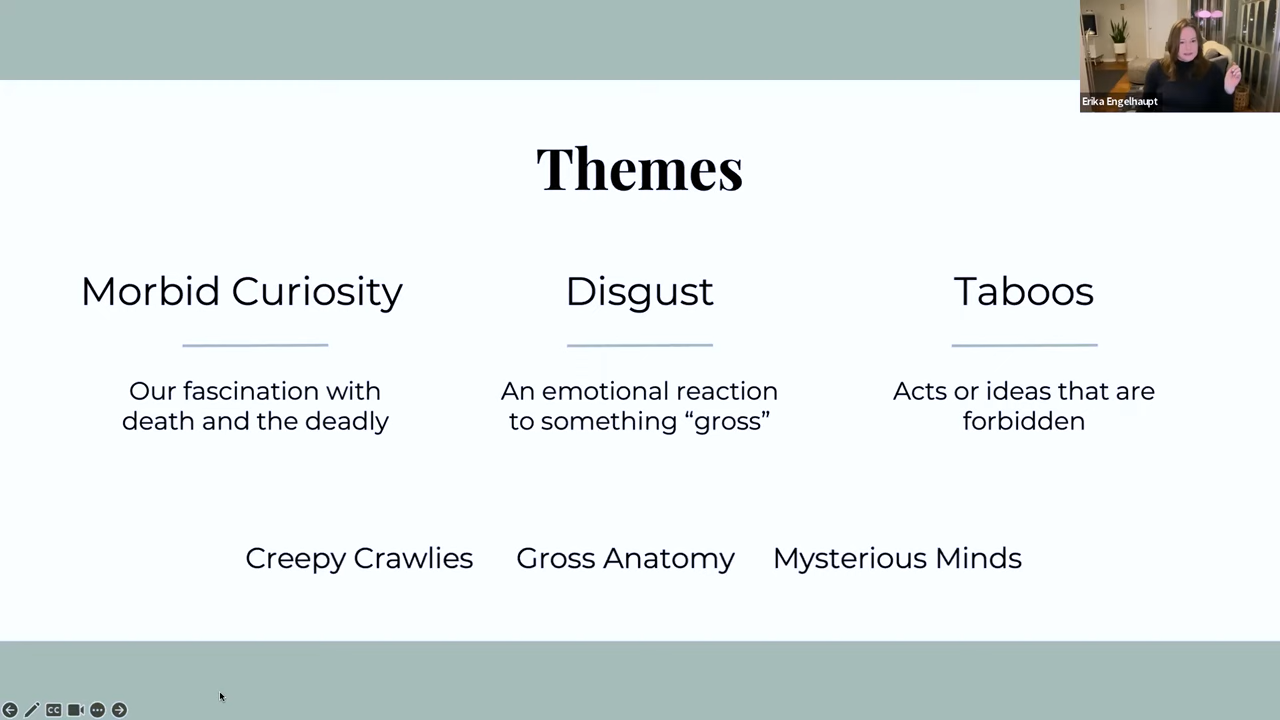 Erika Engelhaupt
Themes
Morbid Curiosity
Our fascination with
death and the deadly
Disgust
An emotional reaction
to something “gross”
Taboos
Acts or ideas that are
forbidden
Creepy Crawlies
Gross Anatomy
Mysterious Minds
CC